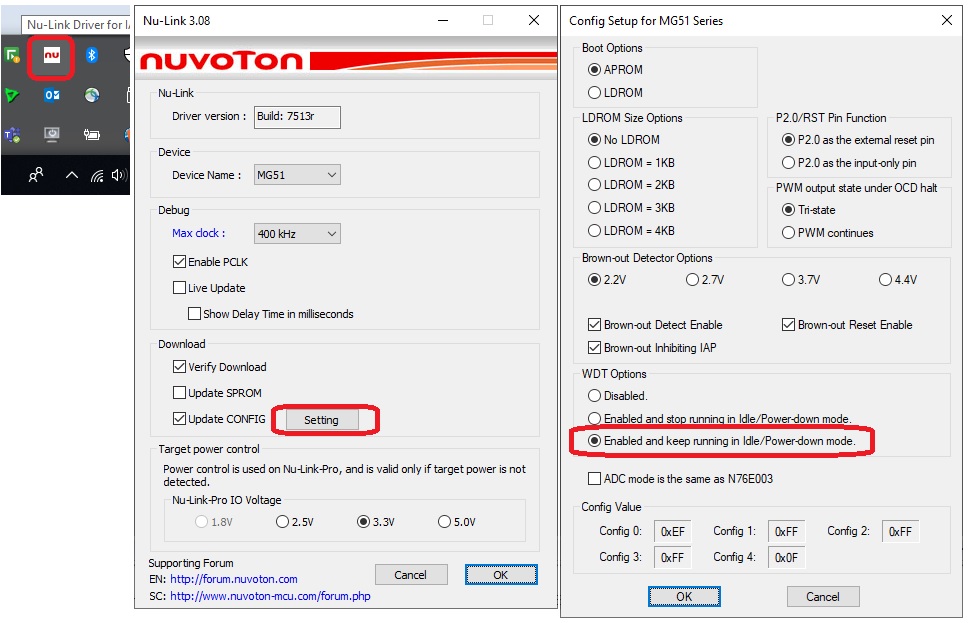 Nu-Link Driver for IA
nu
Nu-Link 3.08
nuvoTon
Nu-Link
Driver version :
Build: 7513r
Device
Device Name :
MG51
Debug
Max clock :
400 kHz
Enable PCLK
Live Update
Show Delay Time in milliseconds
Download
Verify Download
Update SPROM
Update CONFIG
Setting
Target power control
Power control is used on Nu-Link-Pro, and is valid only if target power is not
detected.
Nu-Link-Pro IO Voltage
1.8V
2.5V
3.3V
5.0V
Supporting Forum
EN: http://forum.nuvoton.com
SC: http://www.nuvoton-mcu.com/forum.php
Cancel
OK
Config Setup for MG51 Series
Boot Options
APROM
LDROM
LDROM Size Options
No LDROM
LDROM = 1KB
LDROM = 2KB
LDROM = 3KB
LDROM = 4KB
P2.0/RST Pin Function
P2.0 as the external reset pin
P2.0 as the input-only pin
PWM output state under OCD halt
Tri-state
PWM continues
Brown-out Detector Options
2.2V
2.7V
3.7V
4.4V
Brown-out Detect Enable
Brown-out Reset Enable
Brown-out Inhibiting IAP
WDT Options
Disabled.
Enabled and stop running in Idle/Power-down mode.
Enabled and keep running in Idle/Power-down mode.
ADC mode is the same as N76E003
Config Value
Config 0:
0xEF
Config 1:
0xFF
Config 2:
0xFF
Config 3:
0xFF
Config 4:
0x0F
OK
Cancel